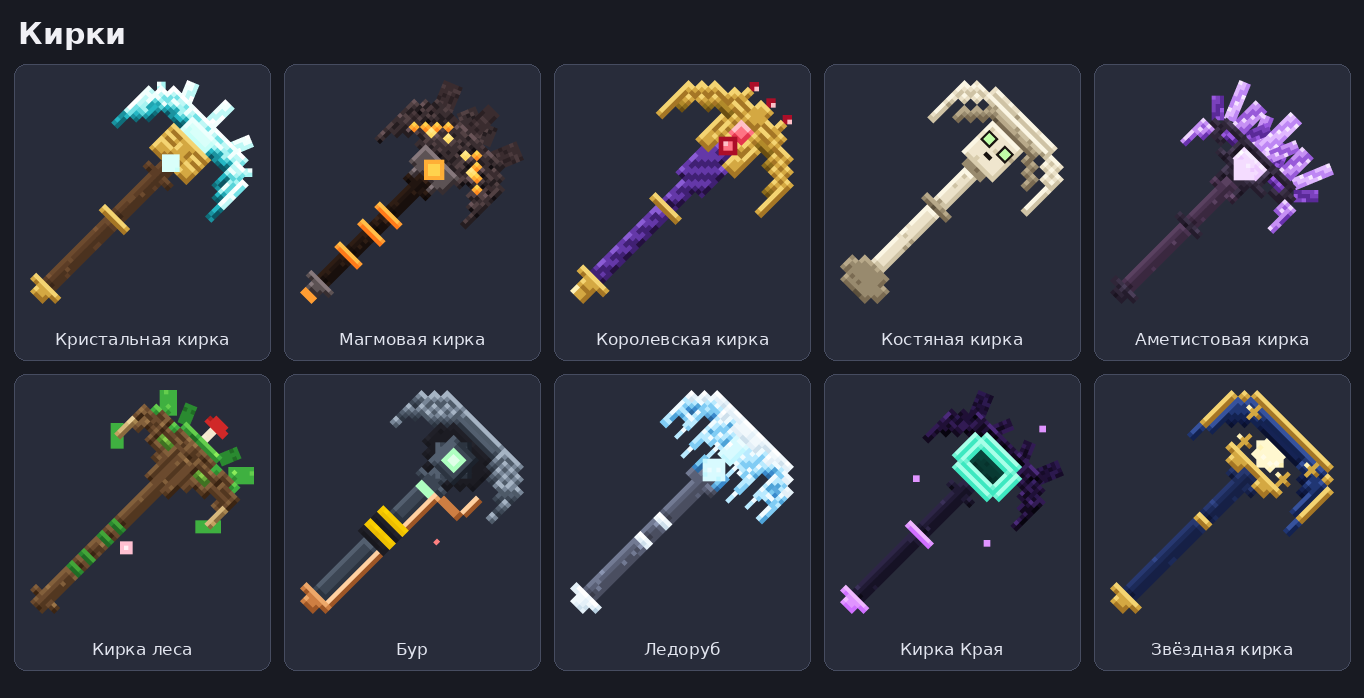 Кирки
Кристальная кирка
Магмовая кирка
Королевская кирка
Костяная кирка
Аметистовая кирка
Кирка леса
Бур
Ледоруб
Кирка Края
Звёздная кирка